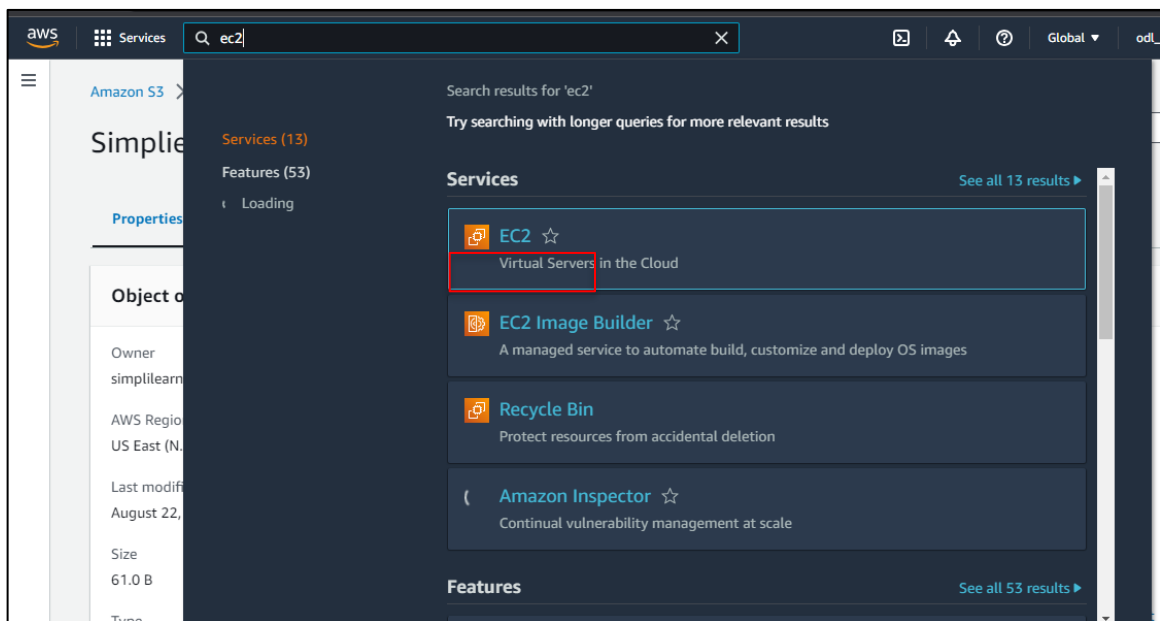 aws Services ec2 Global odl_
Amazon S3
Simplie
Properties
Object o
Owner
simplilearn
AWS Regio
US East (N.
Last modifi
August 22,
Size
61.0 B
Type
Services (13)
Features (53)
Loading
Search results for 'ec2'
Try searching with longer queries for more relevant results
Services See all 13 results
EC2
Virtual Servers in the Cloud
EC2 Image Builder
A managed service to automate build, customize and deploy OS images
Recycle Bin
Protect resources from accidental deletion
Amazon Inspector
Continual vulnerability management at scale
Features See all 53 results